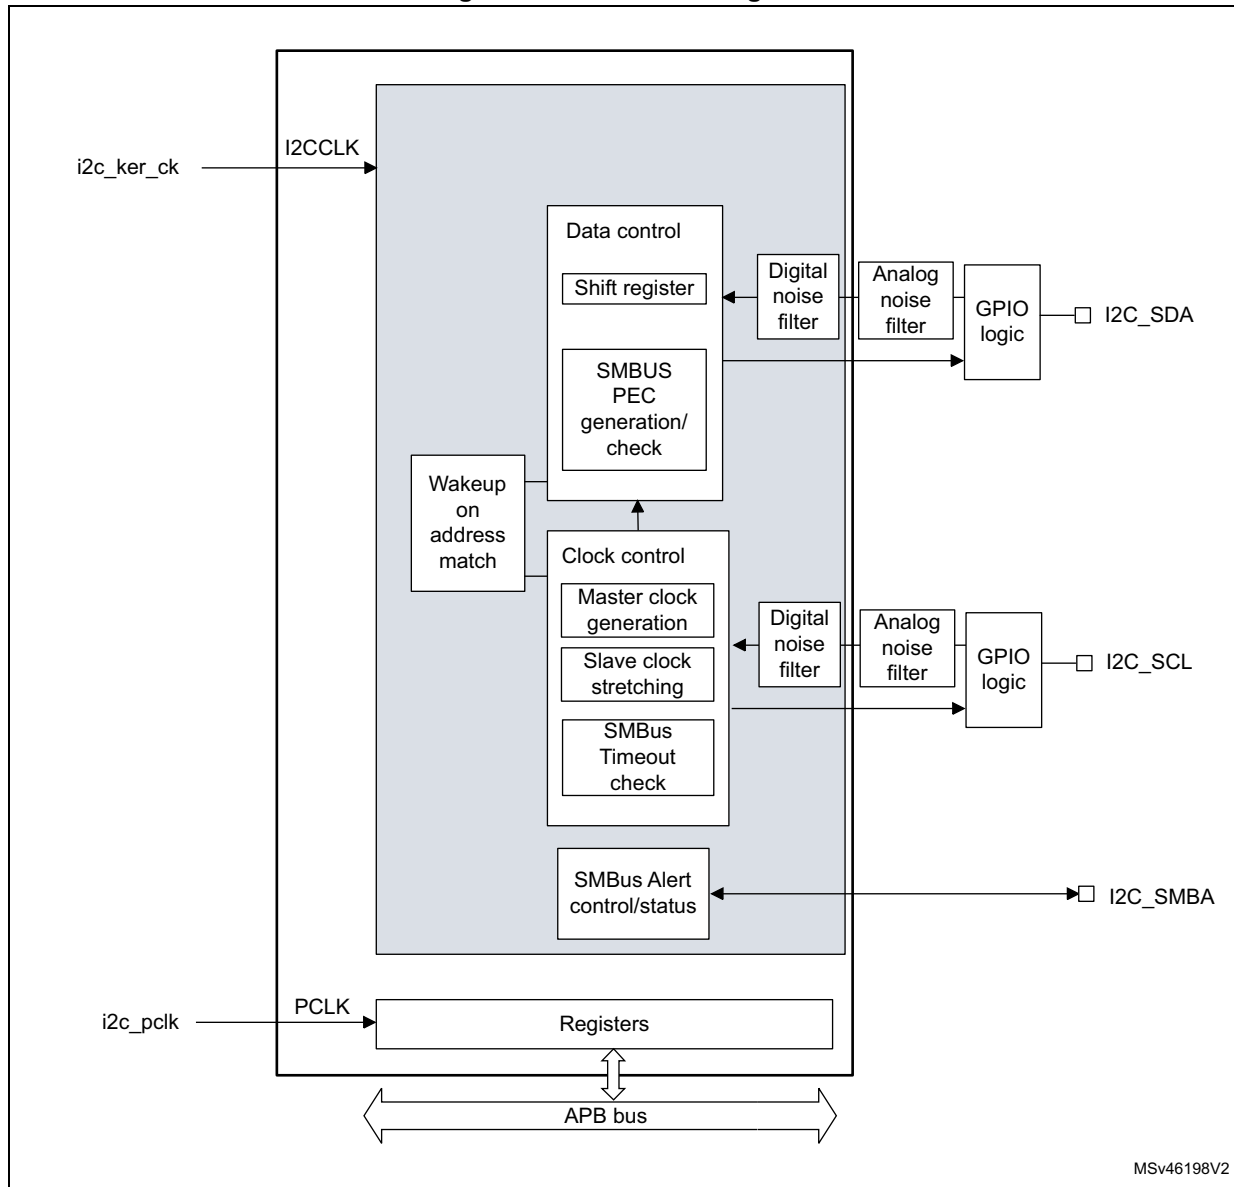 I2CCLK
i2c_ker_ck
Data control
Shift register
SMBUS
PEC
generation/
check
Digital
noise
filter
Analog
noise
filter
GPIO
logic
I2C_SDA
Wakeup
on
address
match
Clock control
Master clock
generation
Slave clock
stretching
SMBus
Timeout
check
Digital
noise
filter
Analog
noise
filter
GPIO
logic
I2C_SCL
SMBus Alert
control/status
I2C_SMBA
PCLK
i2c_pclk
Registers
APB bus
MSv46198V2